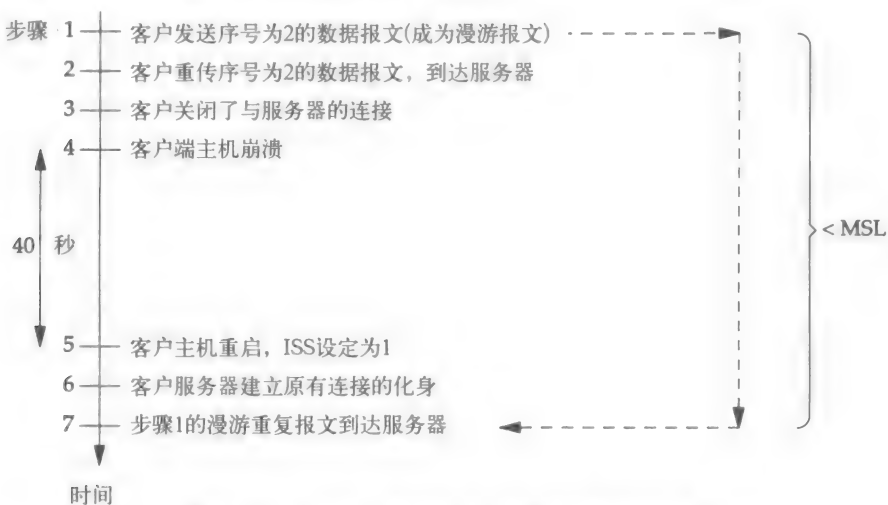 步骤 1 客户发送序号为2的数据报文(成为漫游报文)
2 客户重传序号为2的数据报文，到达服务器
3 客户关闭了与服务器的连接
4 客户端主机崩溃
40 秒
< MSL
5 客户主机重启，ISS设定为1
6 客户服务器建立原有连接的化身
7 步骤1的漫游重复报文到达服务器
时间